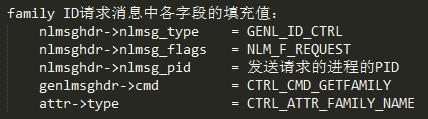 family ID请求消息中各字段的填充值:
nlmsghdr->nlmsg_type = GENL_ID_CTRL
nlmsghdr->nlmsg_flags = NLM_F_REQUEST
nlmsghdr->nlmsg_pid = 发送请求的进程的PID
genlmsghdr->cmd = CTRL_CMD_GETFAMILY
attr->type = CTRL_ATTR_FAMILY_NAME